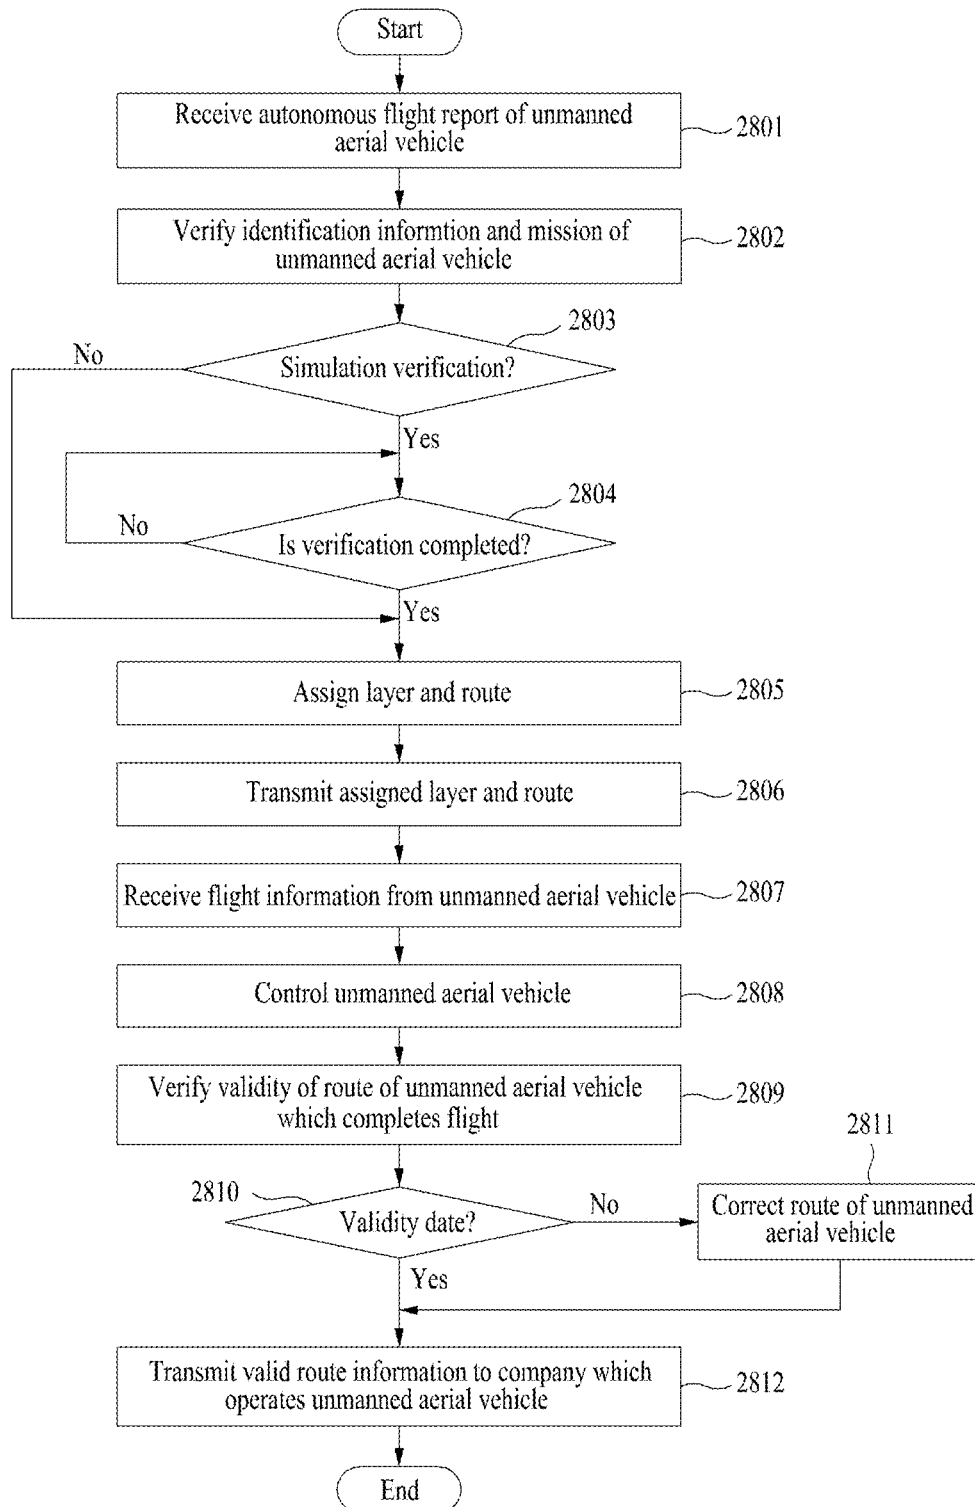 Start
Receive autonomous flight report of unmanned
aerial vehicle
2801
Verify identification informtion and mission of
unmanned aerial vehicle
2802
2803
No
Simulation verification?
Yes
2804
No
Is verification completed?
Yes
Assign layer and route
2805
Transmit assigned layer and route
2806
Receive flight information from unmanned aerial vehicle
2807
Control unmanned aerial vehicle
2808
Verify validity of route of unmanned aerial vehicle
which completes flight
2809
2810
Validity date?
No
2811
Correct route of unmanned
aerial vehicle
Yes
Transmit valid route information to company which
operates unmanned aerial vehicle
2812
End